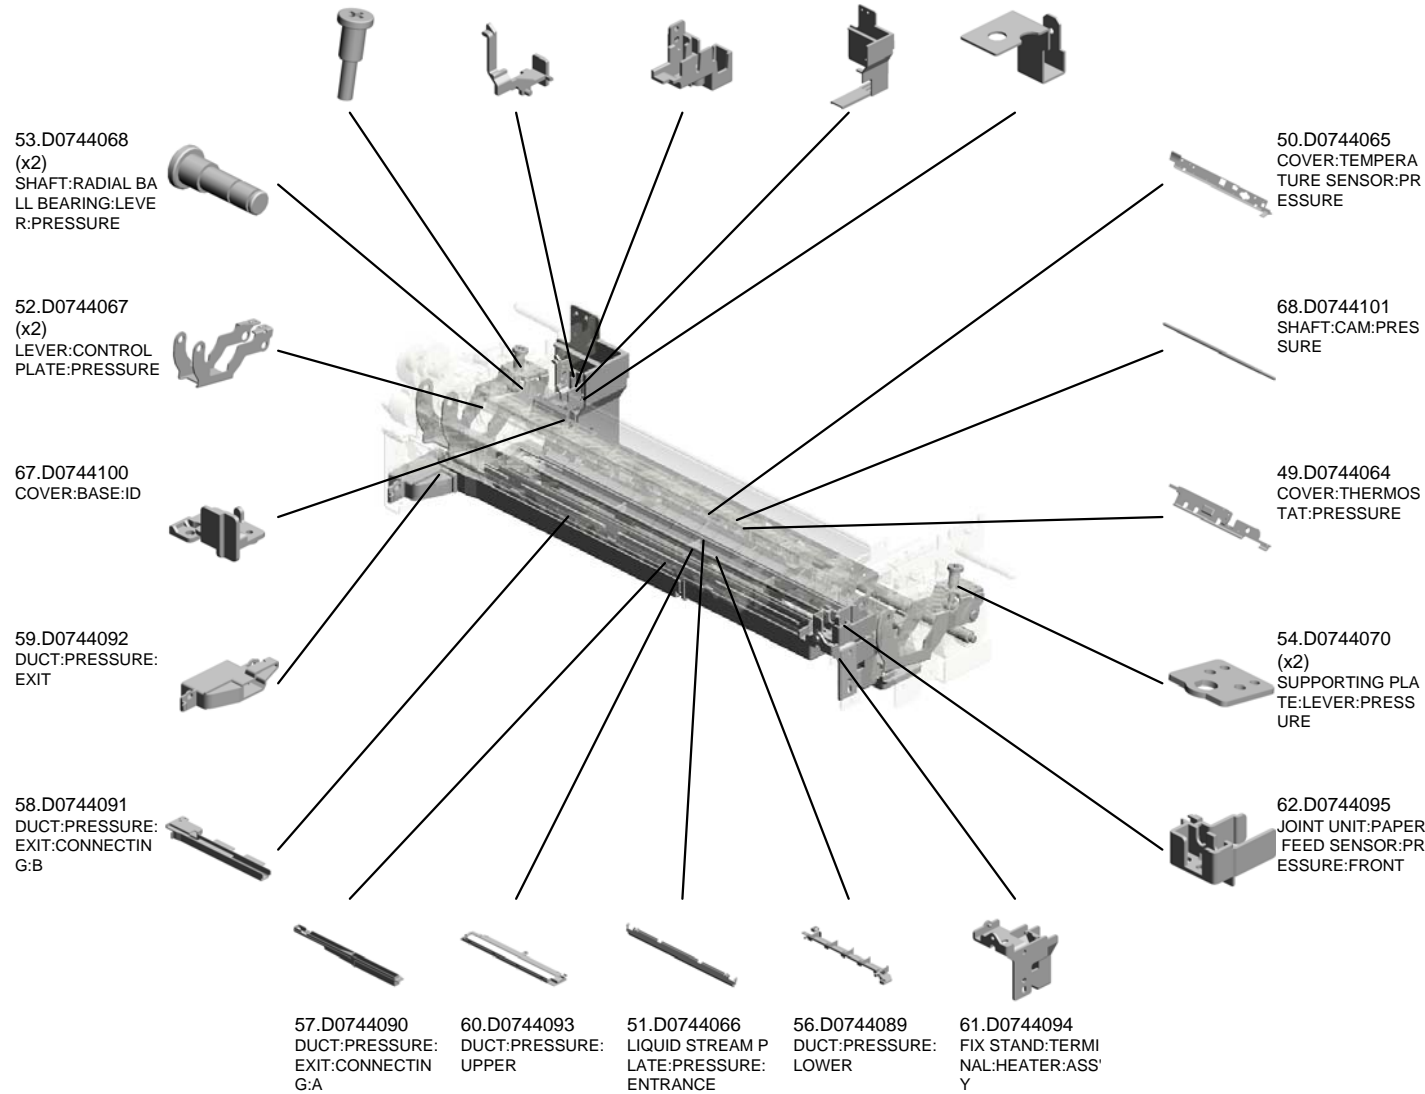 53.D0744068
(x2)
SHAFT:RADIAL BA
LL BEARING:LEVE
R:PRESSURE
50.D0744065
COVER:TEMPERA
TURE SENSOR:PR
ESSURE
52.D0744067
(x2)
LEVER:CONTROL
PLATE:PRESSURE
68.D0744101
SHAFT:CAM:PRES
SURE
67.D0744100
COVER:BASE:ID
49.D0744064
COVER:THERMOS
TAT:PRESSURE
59.D0744092
DUCT:PRESSURE:
EXIT
54.D0744070
(x2)
SUPPORTING PLA
TE:LEVER:PRESS
URE
58.D0744091
DUCT:PRESSURE:
EXIT:CONNECTIN
G:B
62.D0744095
JOINT UNIT:PAPER
FEED SENSOR:PR
ESSURE:FRONT
57.D0744090
DUCT:PRESSURE:
EXIT:CONNECTIN
G:A
60.D0744093
DUCT:PRESSURE:
UPPER
51.D0744066
LIQUID STREAM P
LATE:PRESSURE:
ENTRANCE
56.D0744089
DUCT:PRESSURE:
LOWER
61.D0744094
FIX STAND:TERMI
NAL:HEATER:ASS'
Y